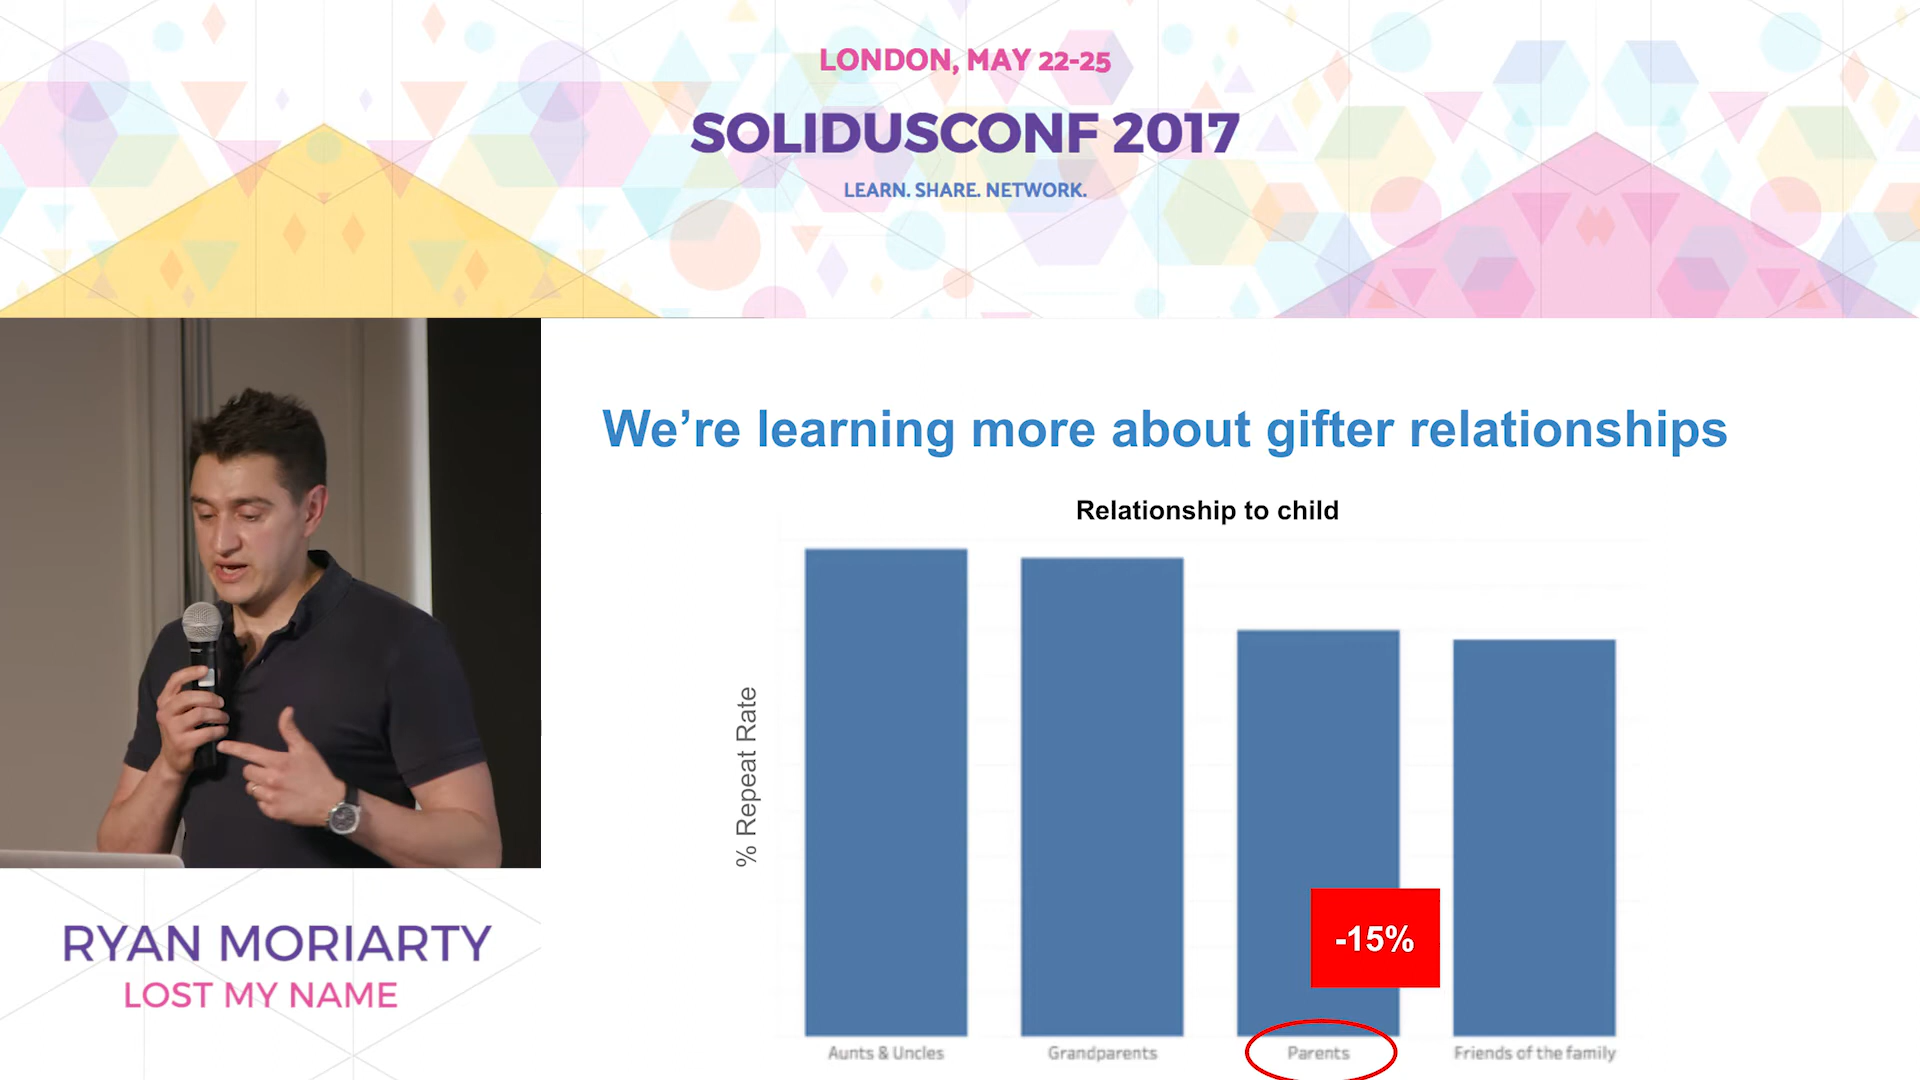 LONDON, MAY 22-25
SOLIDUSCONF 2017
LEARN. SHARE. NETWORK.
We’re learning more about gifter relationships
Relationship to child
% Repeat Rate
-15%
Aunts & Uncles
Grandparents
Parents
Friends of the family
RYAN MORIARTY
LOST MY NAME